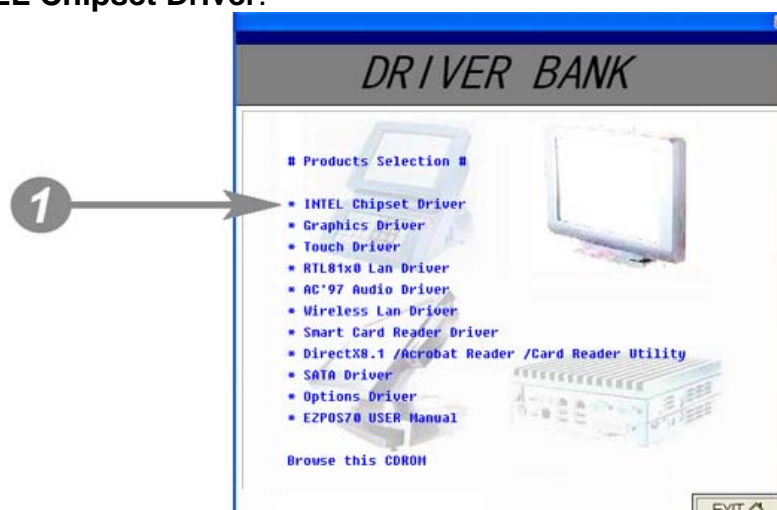 Chipset Driver.
DRIVER BANK
# Products Selection #
1
* INTEL Chipset Driver
* Graphics Driver
* Touch Driver
* RTL81x0 Lan Driver
* AC'97 Audio Driver
* Wireless Lan Driver
* Smart Card Reader Driver
* DirectX8.1 /Acrobat Reader /Card Reader Utility
* SATA Driver
* Options Driver
* EZPOS70 USER Manual
Browse this CDROM
EXIT